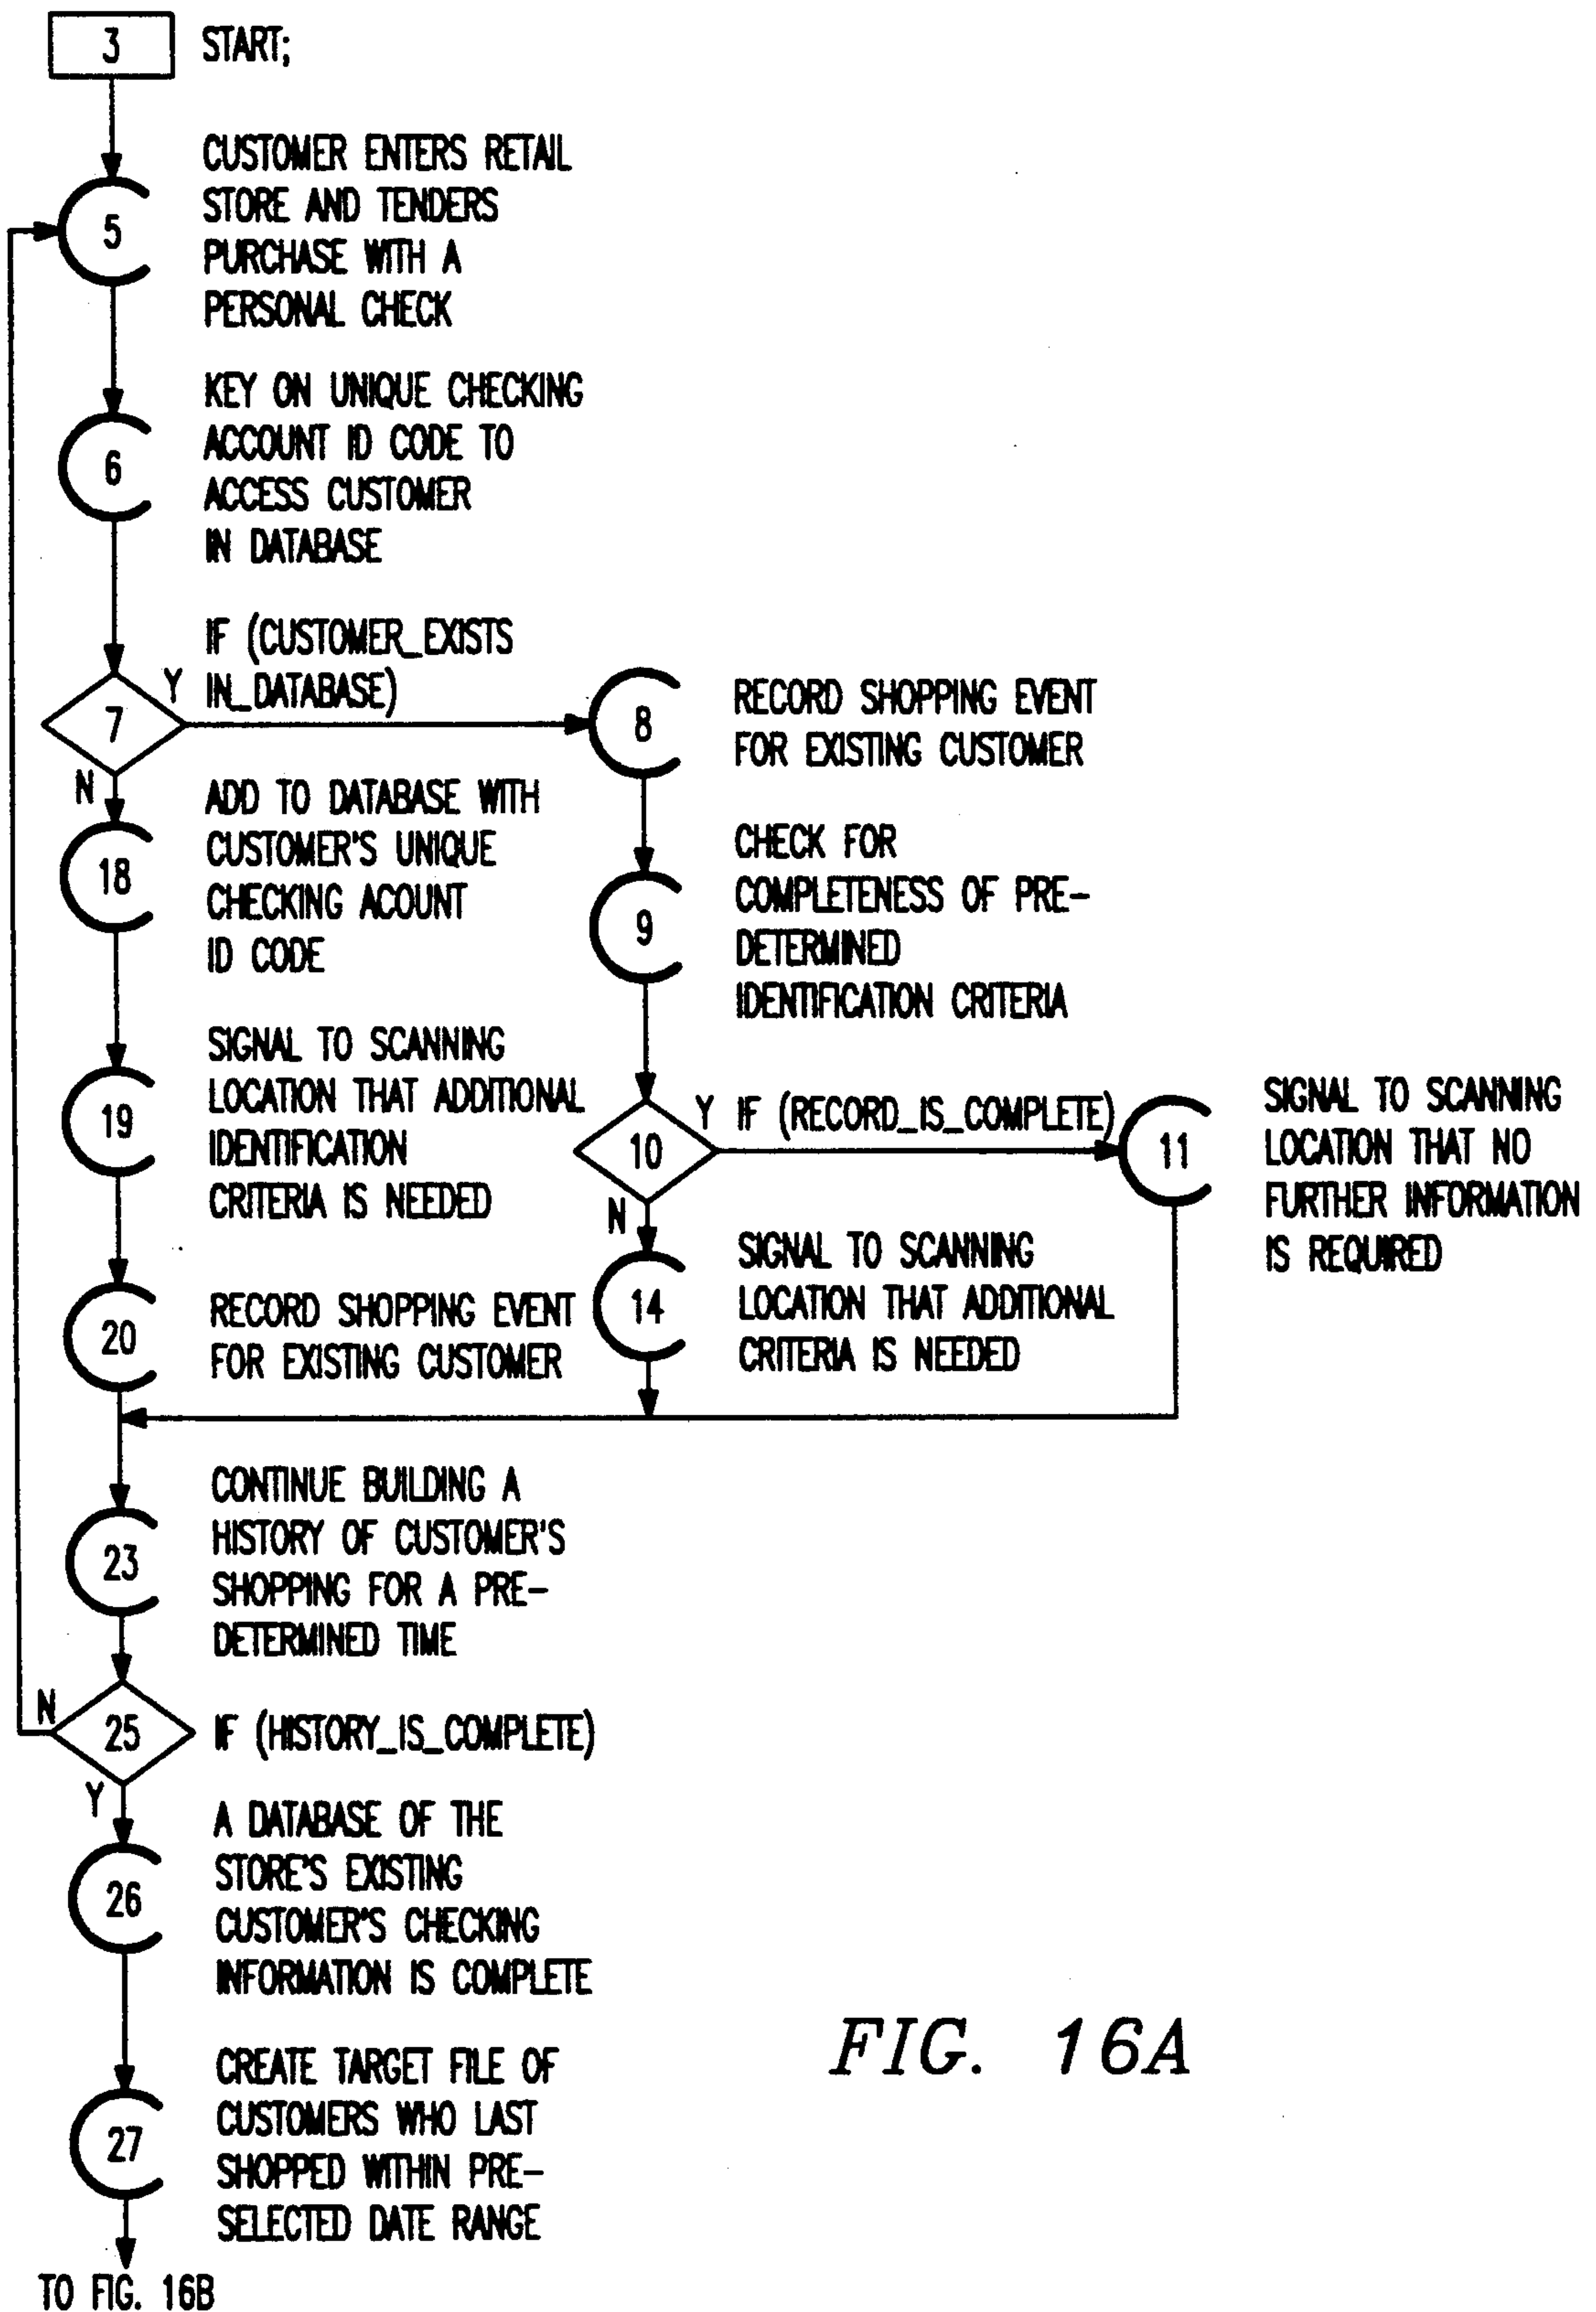 3 START;
CUSTOMER ENTERS RETAIL
STORE AND TENDERS
5
PURCHASE WITH A
PERSONAL CHECK
KEY ON UNIQUE CHECKING
ACCOUNT ID CODE TO
6
ACCESS CUSTOMER
IN DATABASE
IF (CUSTOMER_EXISTS
Y IN_DATABASE)
7
N
8
RECORD SHOPPING EVENT
FOR EXISTING CUSTOMER
ADD TO DATABASE WITH
CUSTOMER'S UNIQUE
18
CHECKING ACOUNT
ID CODE
CHECK FOR
COMPLETENESS OF PRE-
9
DETERMINED
IDENTIFICATION CRITERIA
SIGNAL TO SCANNING
LOCATION THAT ADDITIONAL
19
IDENTIFICATION
CRITERIA IS NEEDED
Y IF (RECORD_IS_COMPLETE)
10
N
11
SIGNAL TO SCANNING
LOCATION THAT NO
FURTHER INFORMATION
IS REQUIRED
20
RECORD SHOPPING EVENT
FOR EXISTING CUSTOMER
14
SIGNAL TO SCANNING
LOCATION THAT ADDITIONAL
CRITERIA IS NEEDED
CONTINUE BUILDING A
HISTORY OF CUSTOMER'S
23
SHOPPING FOR A PRE-
DETERMINED TIME
N
25 IF (HISTORY_IS_COMPLETE)
Y
A DATABASE OF THE
STORE'S EXISTING
26
CUSTOMER'S CHECKING
INFORMATION IS COMPLETE
CREATE TARGET FILE OF
CUSTOMERS WHO LAST
27
SHOPPED WITHIN PRE-
SELECTED DATE RANGE
TO FIG. 16B
FIG. 16A